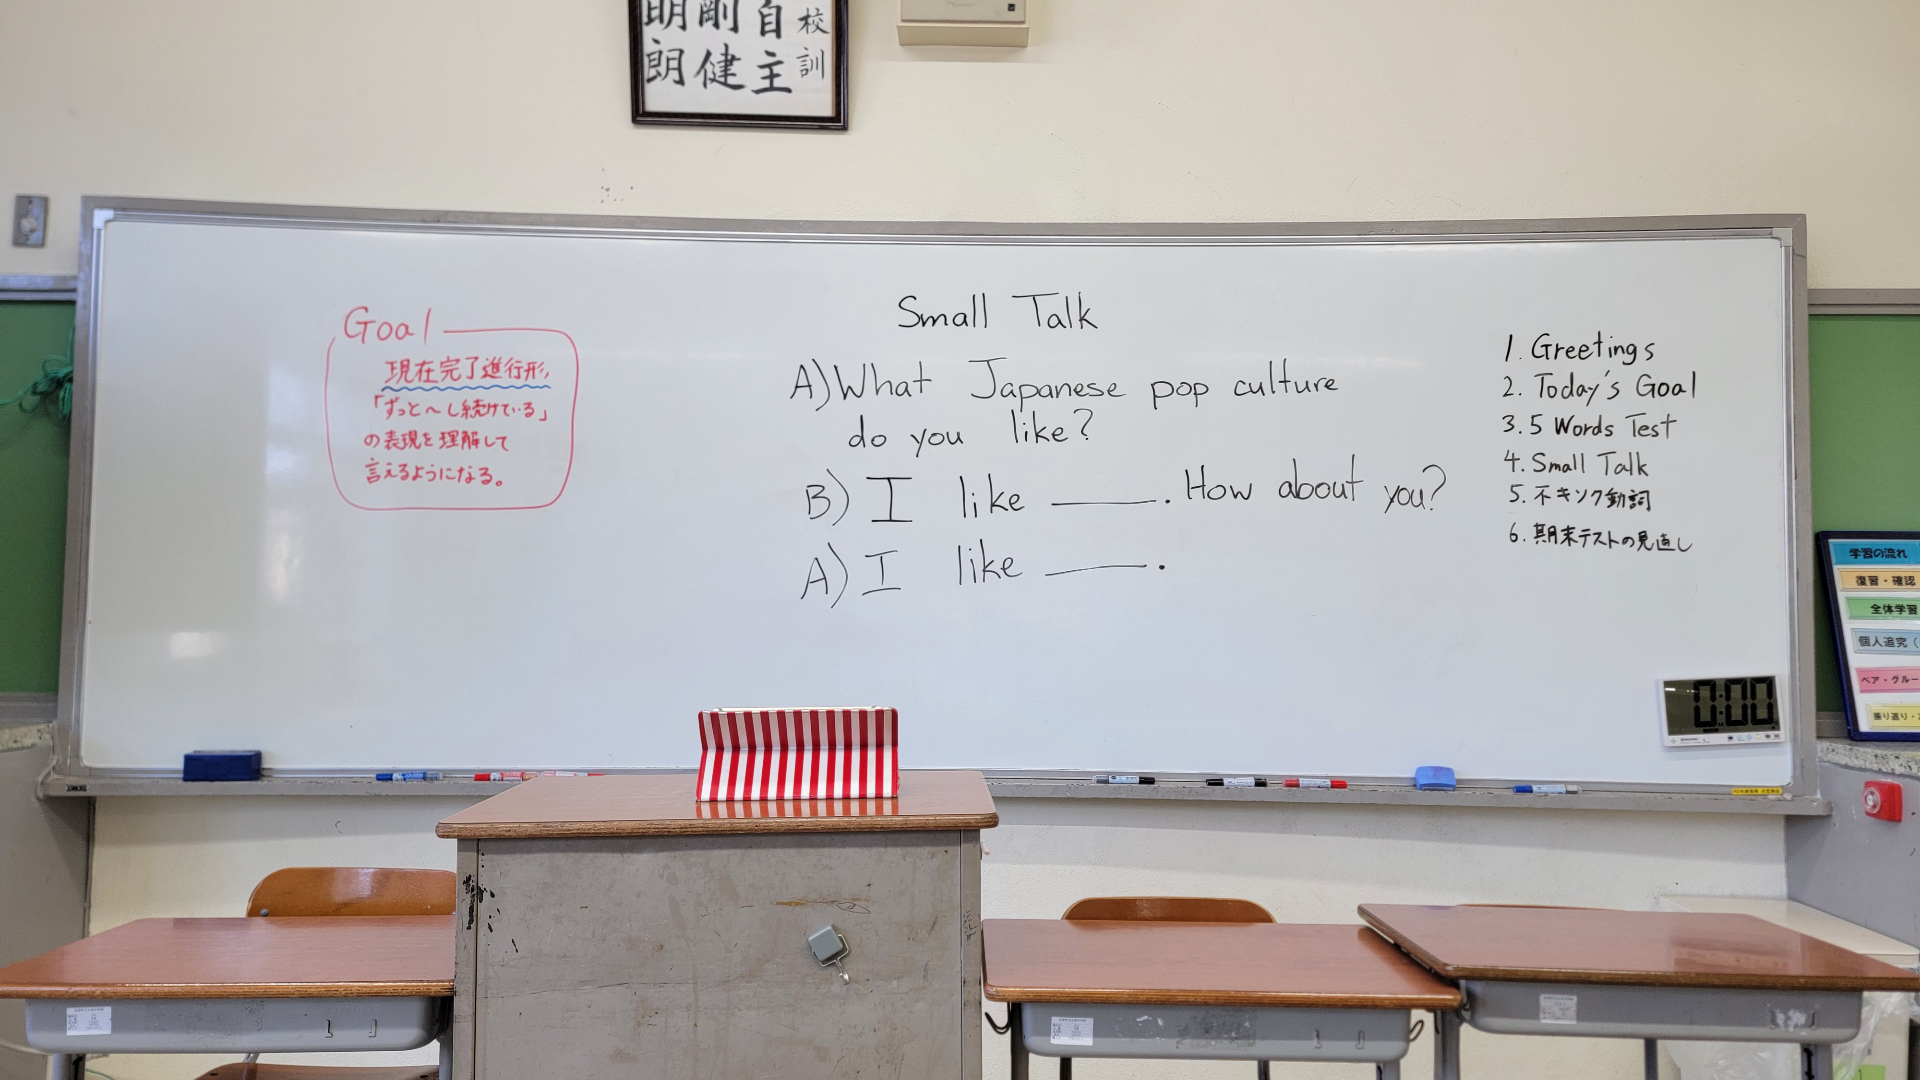 校訓
自主
剛健
明朗
Goal
現在完了進行形
「ずっと～し続けている」
の表現を理解して
言えるようになる。
Small Talk
A) What Japanese pop culture
do you like?
B) I like ____. How about you?
A) I like ____.
1. Greetings
2. Today's Goal
3. 5 Words Test
4. Small Talk
5. 不キソク動詞
6. 期末テストの見直し
0:00
学習の流れ
復習・確認
全体学習
個人追究(
ペア・グルー
振り返り・